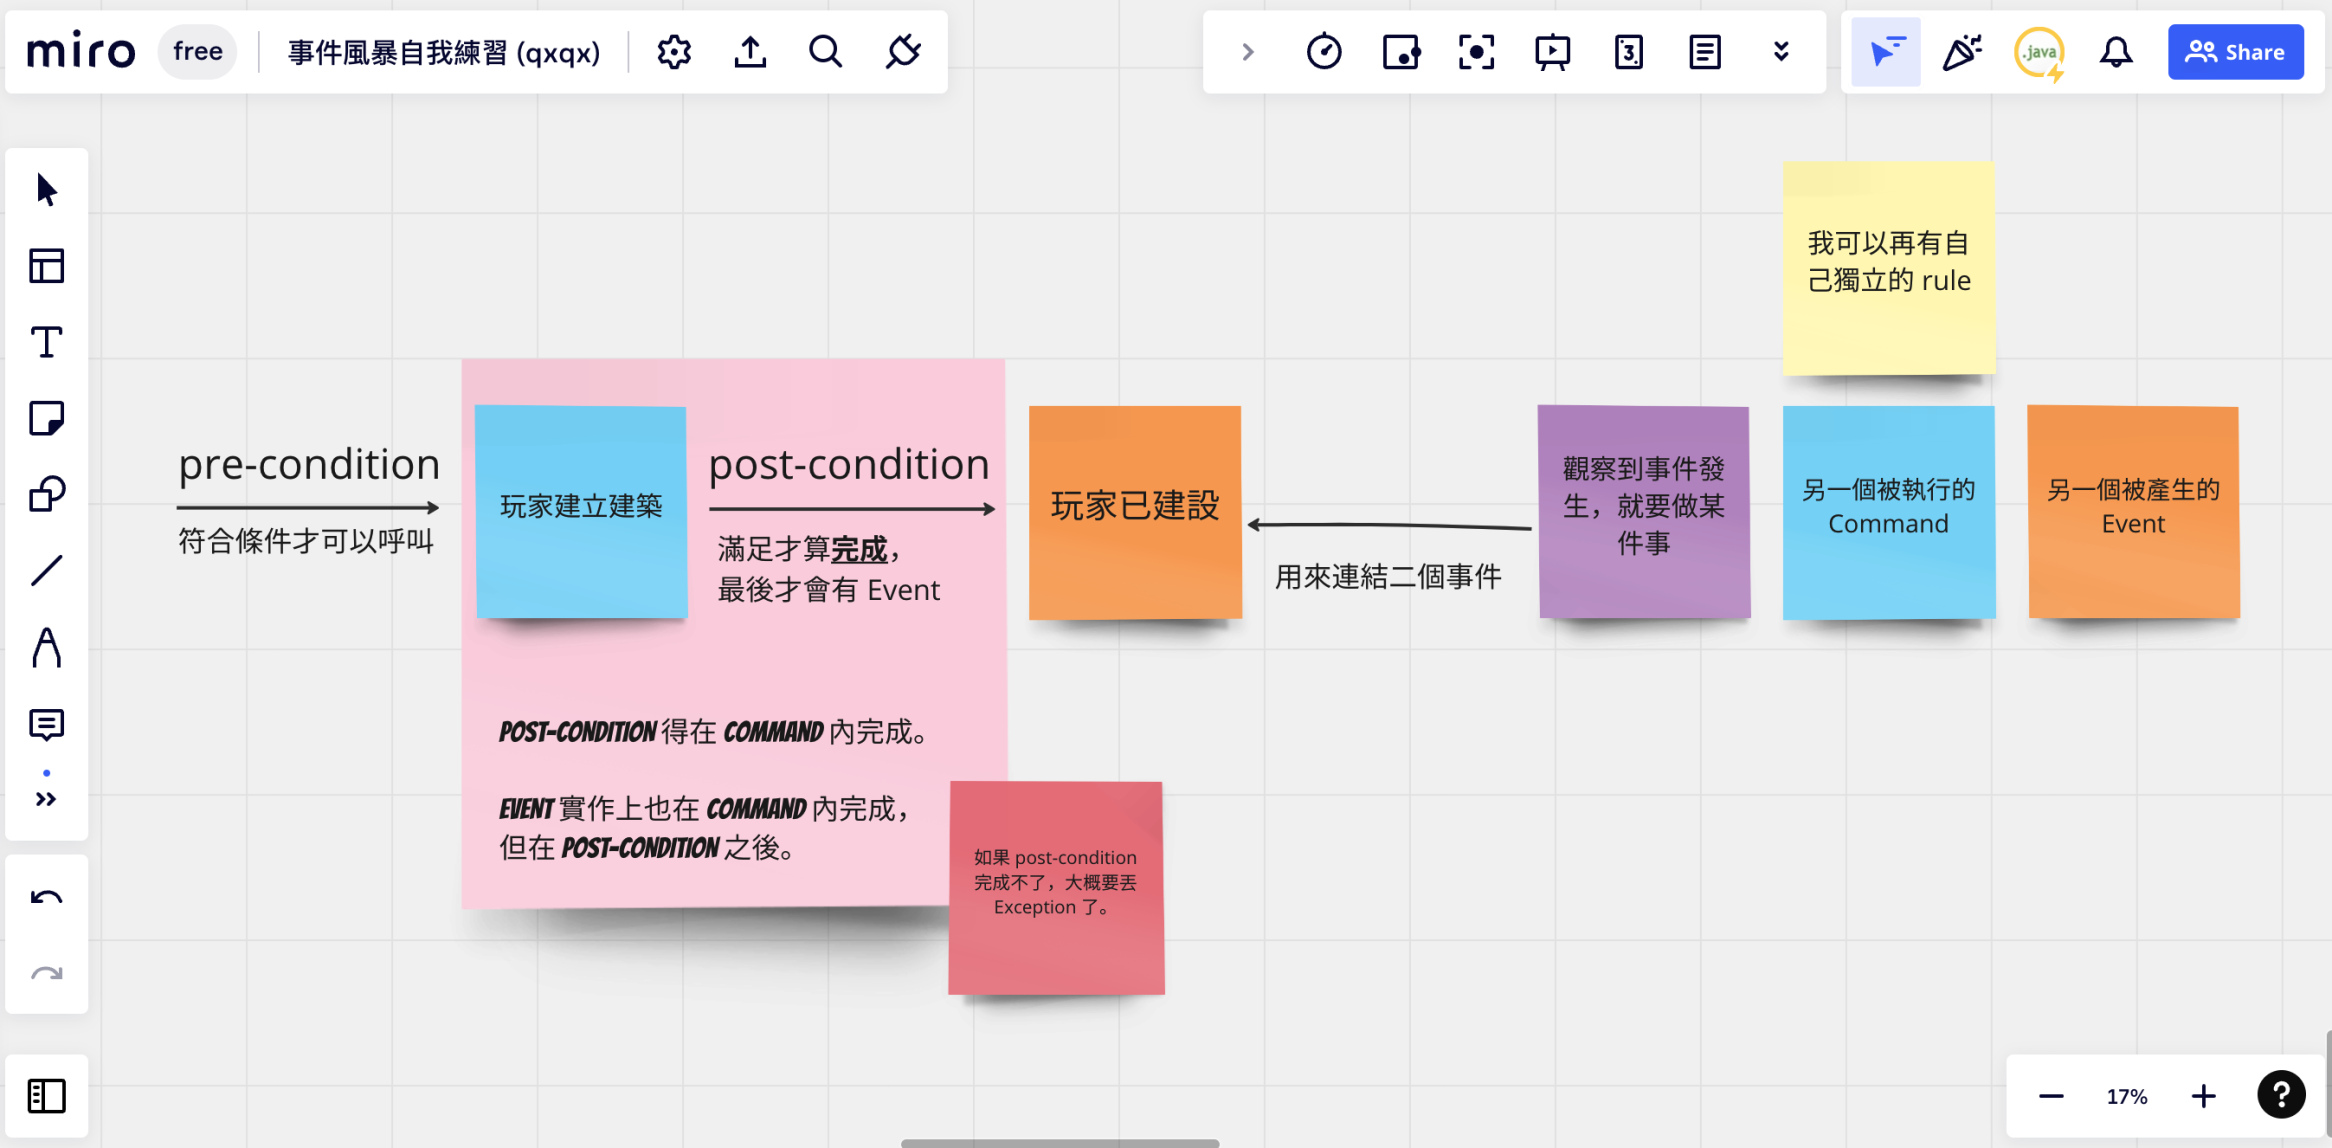 miro
free
事件風暴自我練習 (qxqx)
3
.java
Share
我可以再有自
己獨立的 rule
pre-condition
符合條件才可以呼叫
玩家建立建築
post-condition
滿足才算完成，
最後才會有 Event
玩家已建設
用來連結二個事件
觀察到事件發
生，就要做某
件事
另一個被執行的
Command
另一個被產生的
Event
POST-CONDITION 得在 COMMAND 內完成。
EVENT 實作上也在 COMMAND 內完成，
但在 POST-CONDITION 之後。
如果 post-condition
完成不了，大概要丟
Exception 了。
17%
?